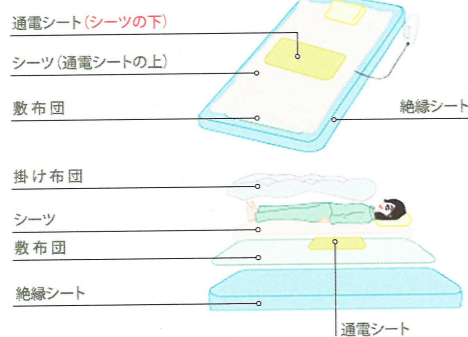 通電シート(シーツの下)
シーツ(通電シートの上)
敷布団
絶縁シート
掛け布団
シーツ
敷布団
絶縁シート
通電シート